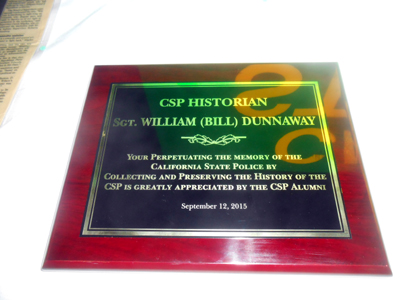 CSP HISTORIAN
SGT. WILLIAM (BILL) DUNNAWAY
YOUR PERPETUATING THE MEMORY OF THE
CALIFORNIA STATE POLICE BY
COLLECTING AND PRESERVING THE HISTORY OF THE
CSP IS GREATLY APPRECIATED BY THE CSP ALUMNI
September 12, 2015